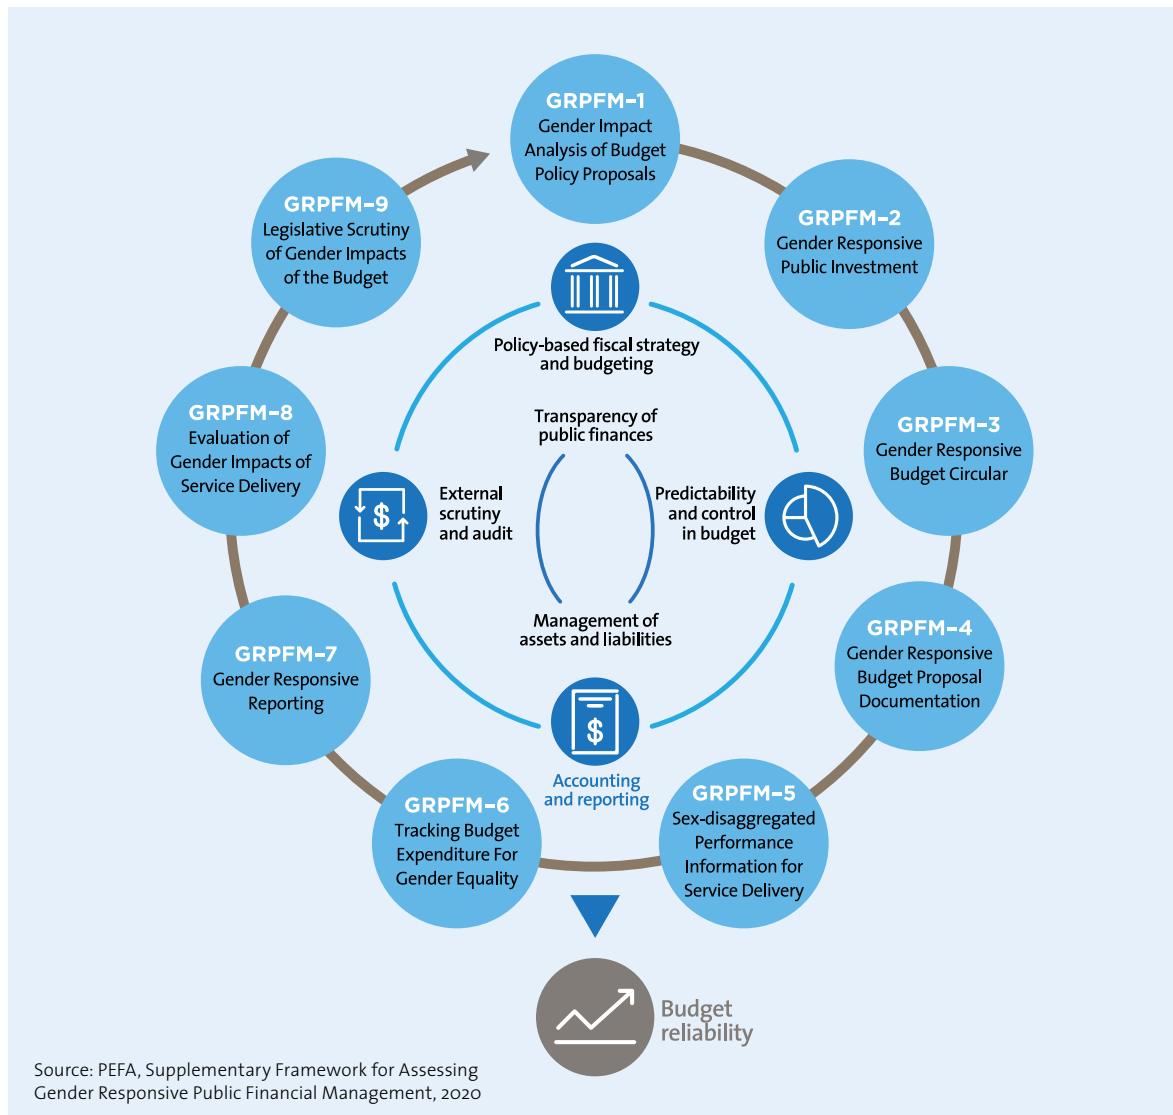 GRPFM–1
Gender Impact
Analysis of Budget
Policy Proposals
GRPFM–2
Gender Responsive
Public Investment
GRPFM–3
Gender Responsive
Budget Circular
GRPFM–4
Gender Responsive
Budget Proposal
Documentation
GRPFM–5
Sex-disaggregated
Performance
Information for
Service Delivery
GRPFM–6
Tracking Budget
Expenditure For
Gender Equality
GRPFM–7
Gender Responsive
Reporting
GRPFM–8
Evaluation of
Gender Impacts of
Service Delivery
GRPFM–9
Legislative Scrutiny
of Gender Impacts
of the Budget
Policy-based fiscal strategy
and budgeting
Transparency of
public finances
$
External
scrutiny
and audit
Predictability
and control
in budget
Management of
assets and liabilities
$
Accounting
and reporting
Budget
reliability
Source: PEFA, Supplementary Framework for Assessing
Gender Responsive Public Financial Management, 2020